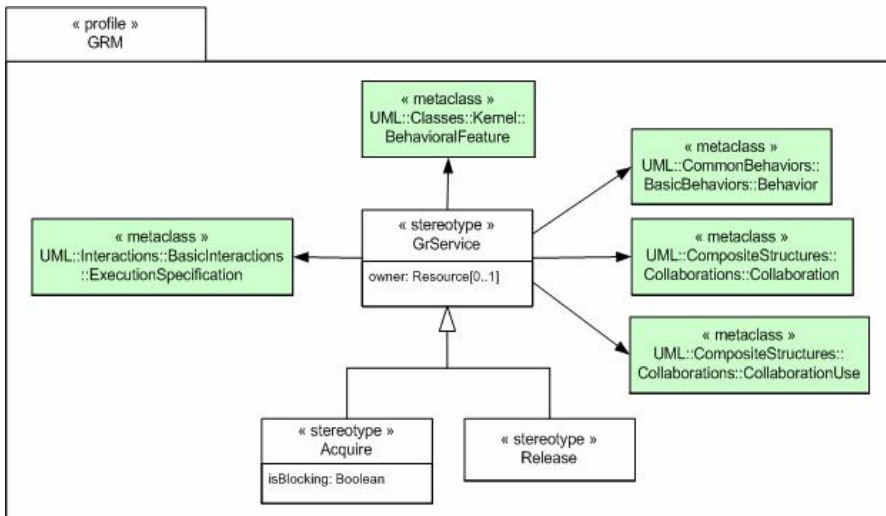 « profile »
GRM
« metaclass »
UML::Classes::Kernel::
BehavioralFeature
« metaclass »
UML::CommonBehaviors::
BasicBehaviors::Behavior
« metaclass »
UML::Interactions::BasicInteractions
::ExecutionSpecification
« stereotype »
GrService
owner: Resource[0..1]
« metaclass »
UML::CompositeStructures::
Collaborations::Collaboration
« metaclass »
UML::CompositeStructures::
Collaborations::CollaborationUse
« stereotype »
Acquire
isBlocking: Boolean
« stereotype »
Release